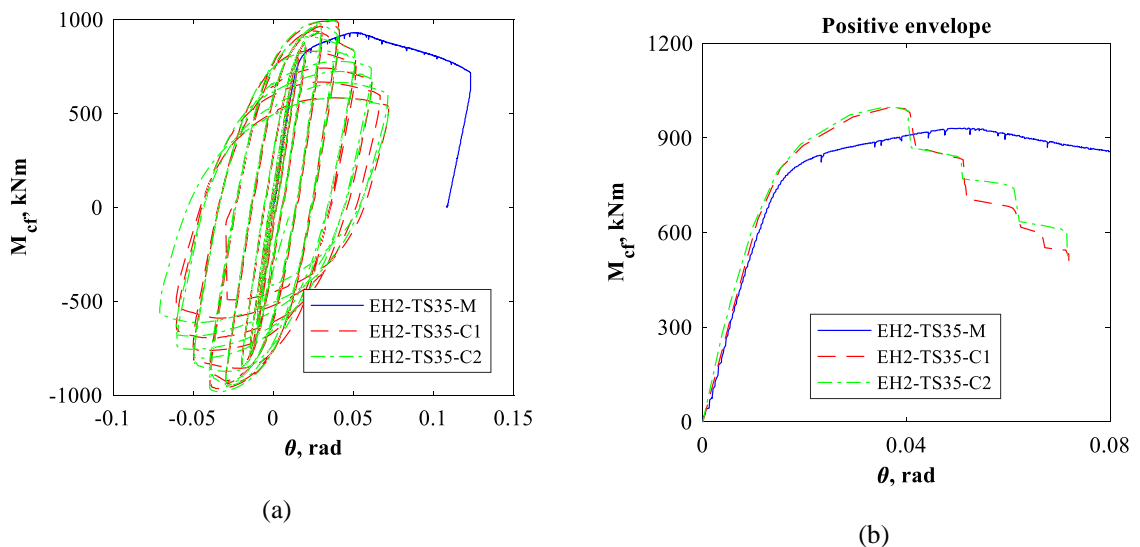 1000
500
0
-500
-1000
M_cf, kNm
-0.1
-0.05
0
0.05
0.1
0.15
θ, rad
EH2-TS35-M
EH2-TS35-C1
EH2-TS35-C2
(a)
Positive envelope
1200
900
600
300
0
M_cf, kNm
0
0.04
0.08
θ, rad
EH2-TS35-M
EH2-TS35-C1
EH2-TS35-C2
(b)